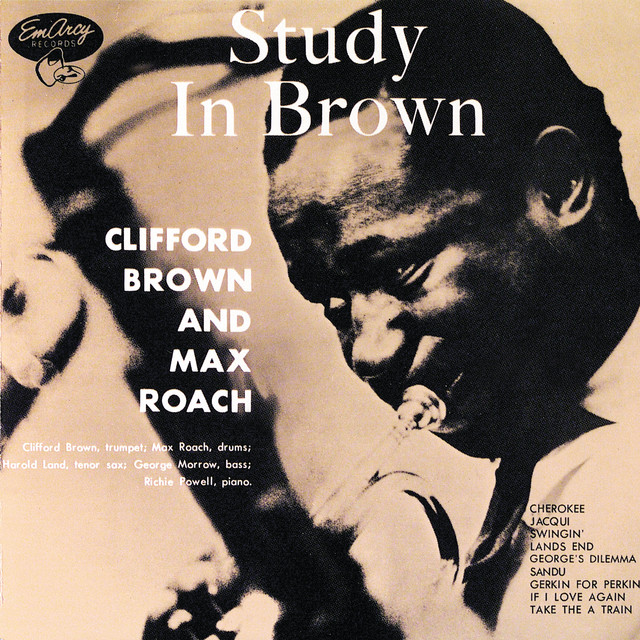 EmArcy
RECORDS
Study
In Brown
CLIFFORD
BROWN
AND
MAX
ROACH
Clifford Brown, trumpet; Max Roach, drums;
Harold Land, tenor sax; George Morrow, bass;
Richie Powell, piano.
CHEROKEE
JACQUI
SWINGIN'
LANDS END
GEORGE'S DILEMMA
SANDU
GERKIN FOR PERKIN
IF I LOVE AGAIN
TAKE THE A TRAIN